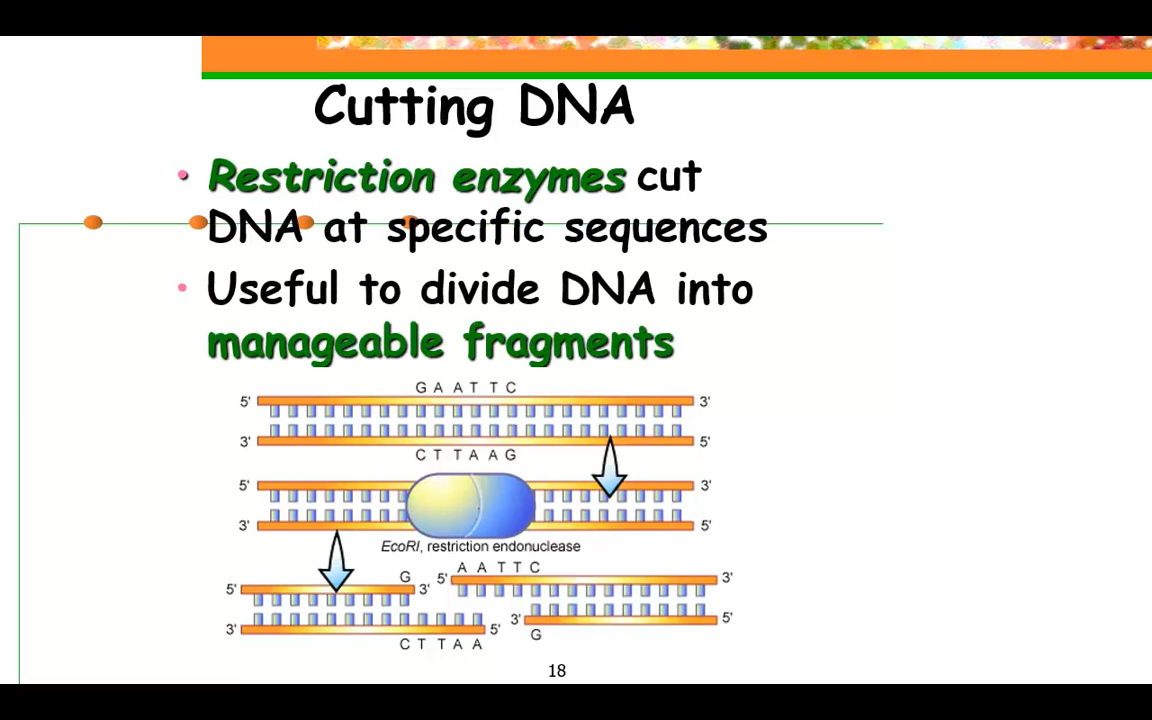 Cutting DNA
• Restriction enzymes cut
DNA at specific sequences
• Useful to divide DNA into
manageable fragments
G A A T T C
5' 3'
3' 5'
C T T A A G
5' 3'
3' 5'
EcoRI, restriction endonuclease
A A T T C
G
5' 3' 5' 3'
3' 5' 3' 5'
G
C T T A A
18